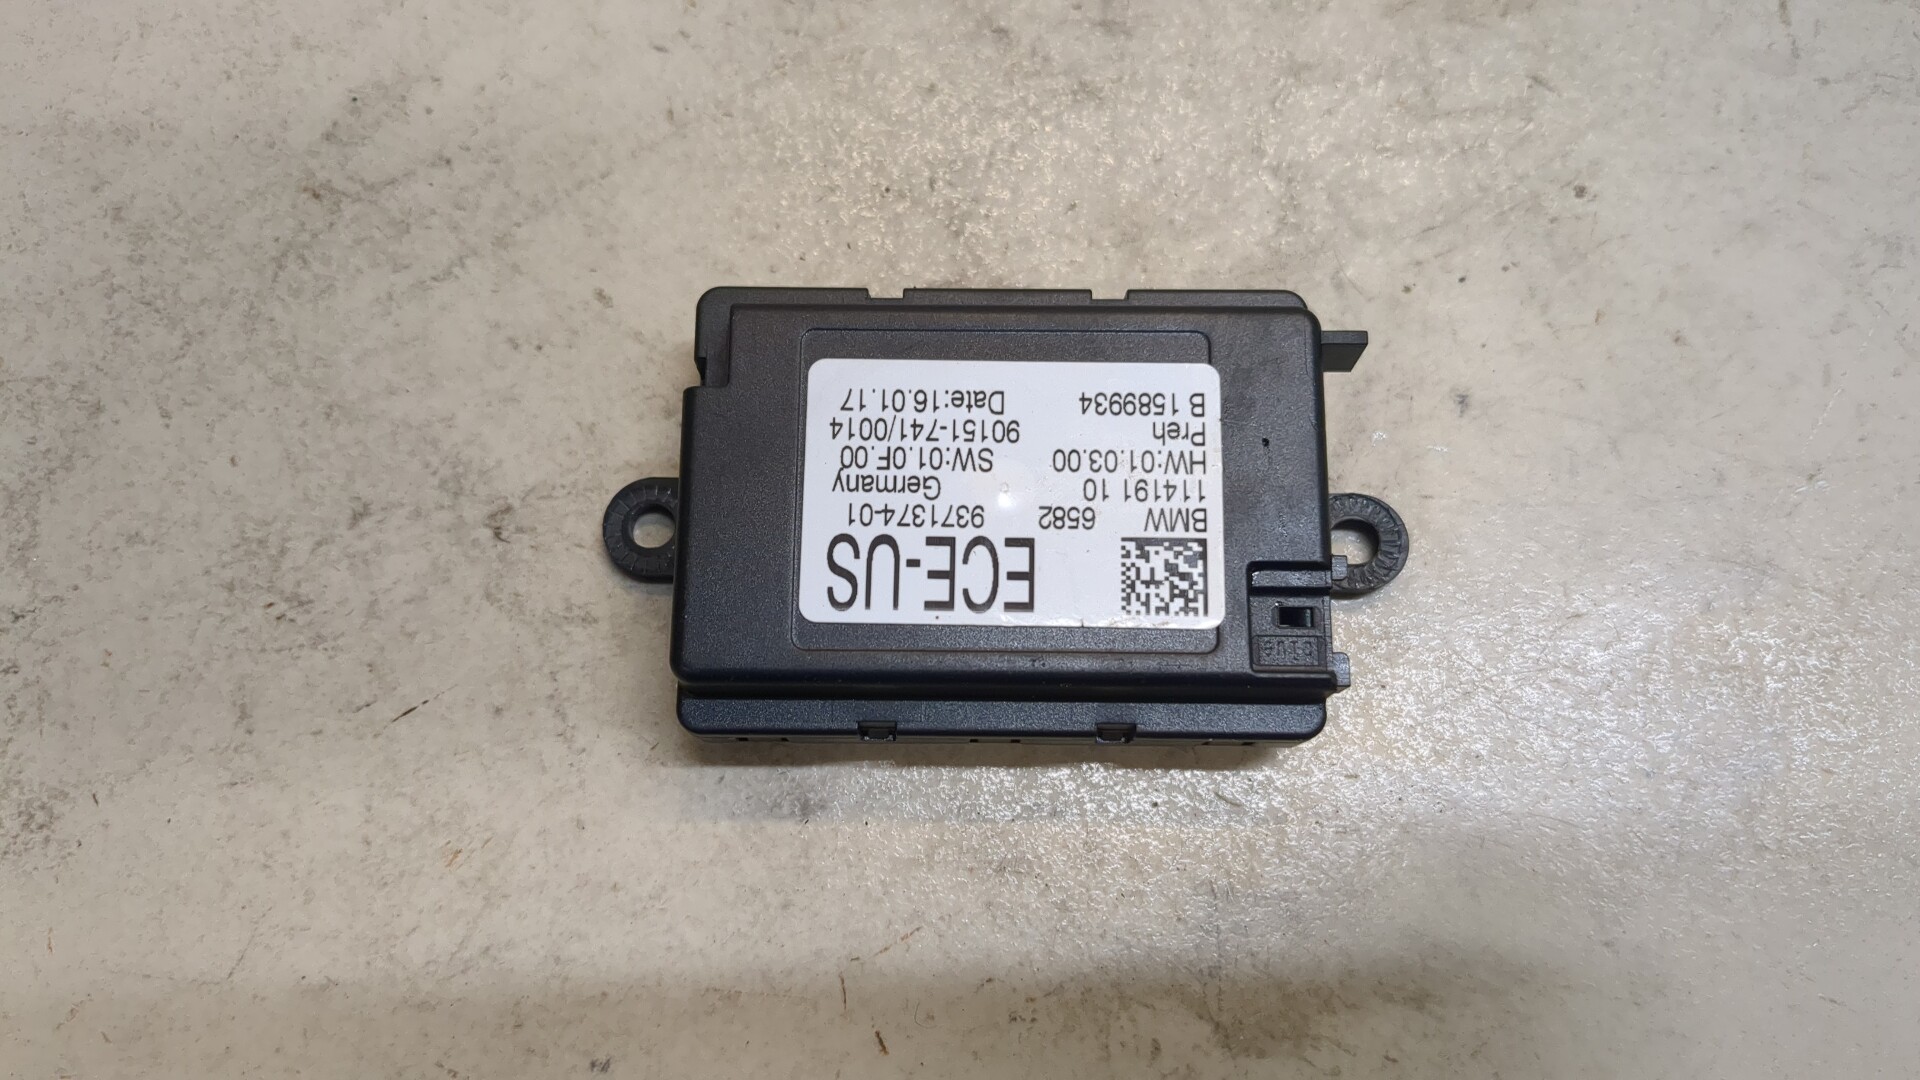 ECE-US
BMW 6582 9371374-01
114191 10 Germany
HW:01.03.00 SW:01.0F.00
Preh 90151-741/0014
B 1589934 Date:16.01.17
blue